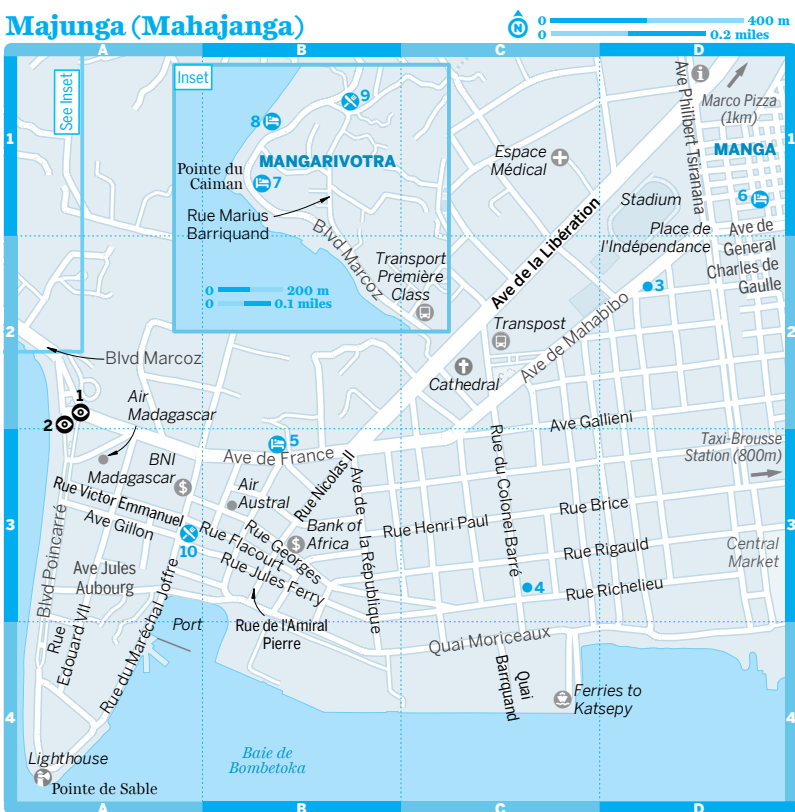 Majunga (Mahajanga)
N
0 400 m
0 0.2 miles
A B C D
1
2
3
4
1
2
3
4
See Inset
Inset
9
8
MANGARIVOTRA
Pointe du
Caiman
7
Rue Marius
Barriquand
Blvd Marcoz
Transport
Première
Class
0 200 m
0 0.1 miles
Espace
Médical
Ave Philbert Tsiranana
Marco Pizza
(1km)
MANGA
6
Stadium
Place de
l'Indépendance
Ave de
General
Charles de
Gaulle
Ave de la Libération
3
Transpost
Ave de Mahabibo
Cathedral
Blvd Marcoz
1
2
Air
Madagascar
5
Ave de France
Ave Gallieni
Taxi-Brousse
Station (800m)
BNI
Madagascar
Rue Victor Emmanuel
Ave Gillon
10
Air
Austral
Rue Nicolas II
Bank of
Africa
Rue Georges
Rue Flacourt
Rue Jules Ferry
Ave de la République
Rue Henri Paul
Rue du Colonel Barré
Rue Brice
Rue Rigaud
Rue Richelieu
Central
Market
4
Blvd Poincarré
Ave Jules
Aubourg
Rue
Edouard VII
Rue du Maréchal Joffre
Port
Rue de l'Amiral
Pierre
Quai Moriceaux
Quai
Barrquand
Ferries to
Katsepy
Lighthouse
Pointe de Sable
Baie de
Bombetoka
A B C D